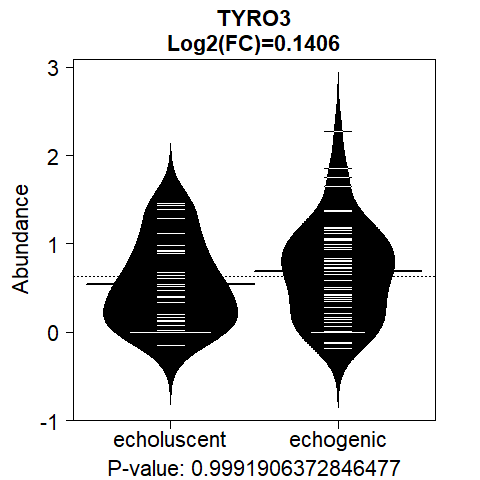 TYRO3
Log2(FC)=0.1406
3
2
1
0
-1
Abundance
echoluscent echogenic
P-value: 0.9991906372846477